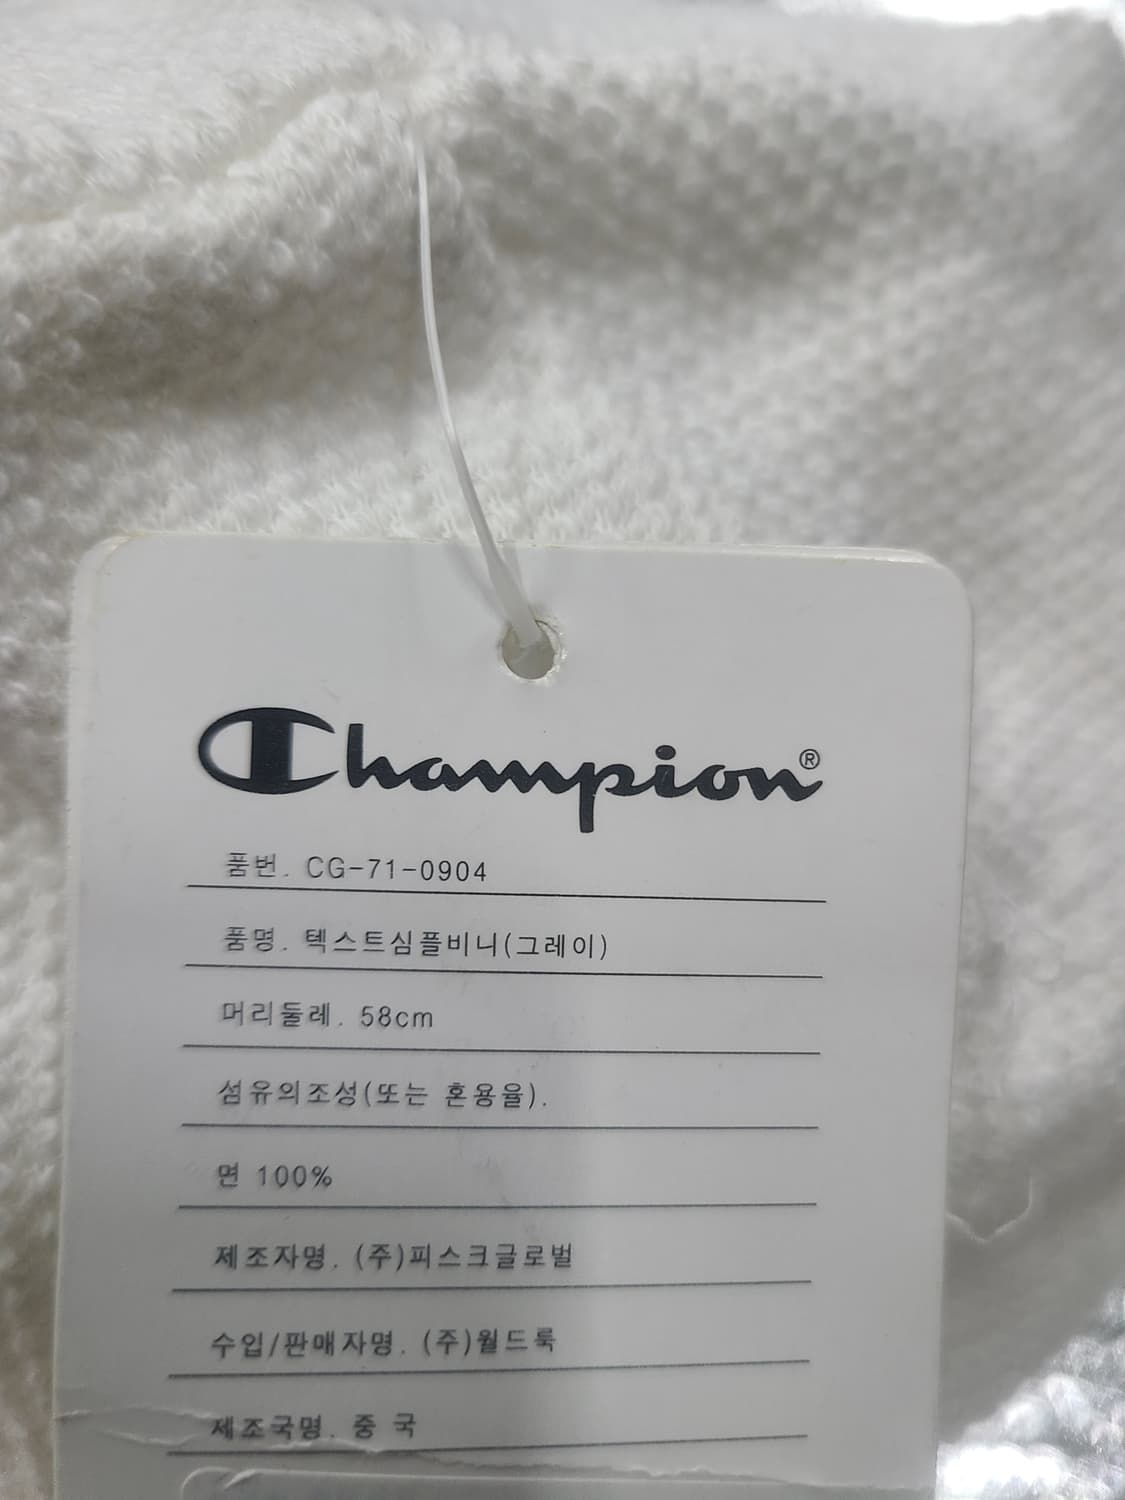 Champion®
품번. CG-71-0904
품명. 텍스트심플비니(그레이)
머리둘레. 58cm
섬유의조성(또는 혼용율).
면 100%
제조자명. (주)피스크글로벌
수입/판매자명. (주)월드룩
제조국명. 중 국